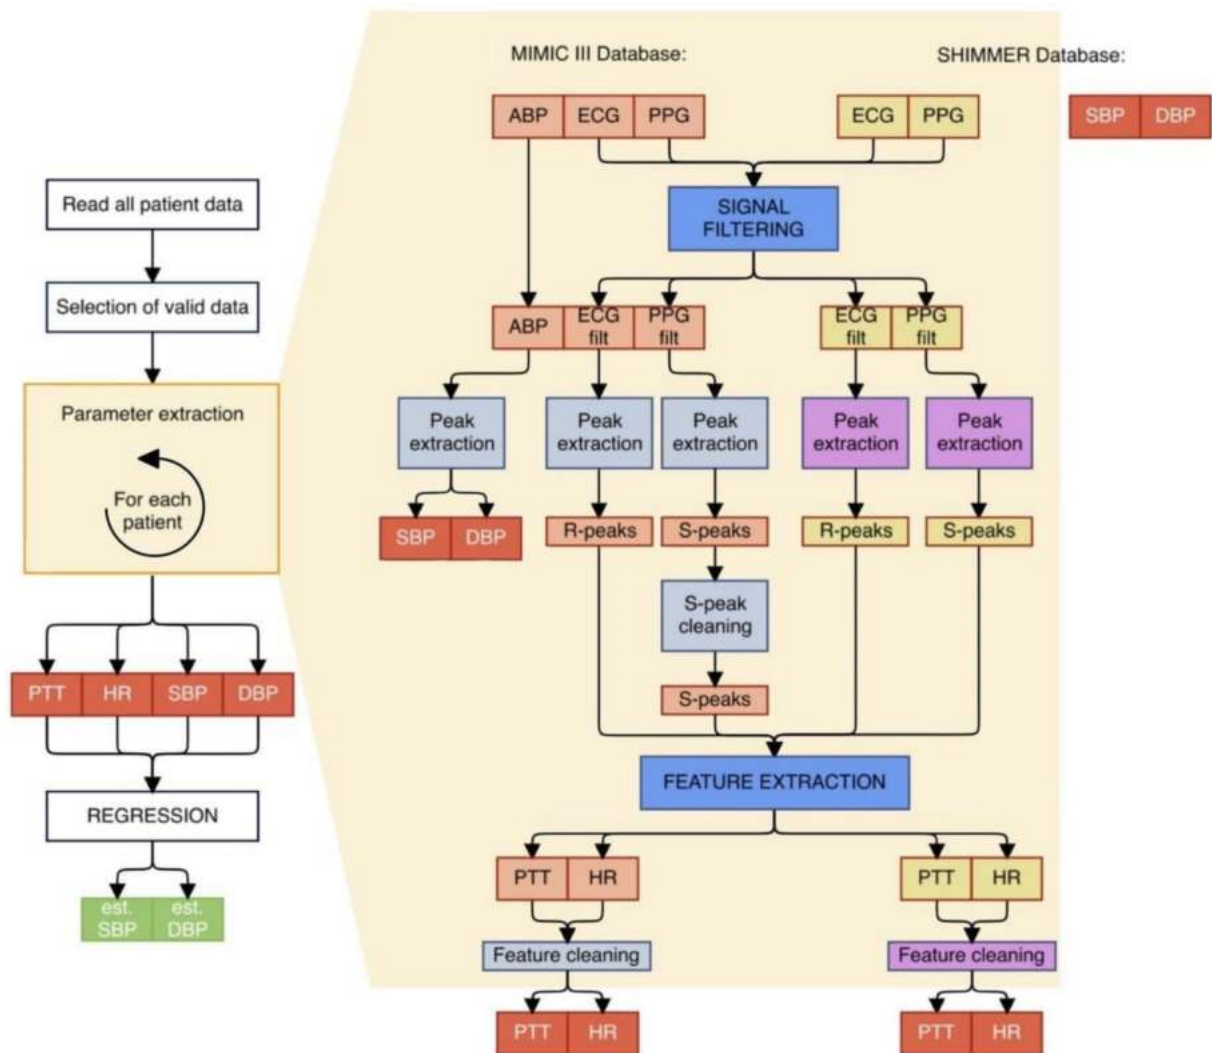 MIMIC III Database:
SHIMMER Database:
ABP ECG PPG
ECG PPG
SBP DBP
Read all patient data
SIGNAL
FILTERING
Selection of valid data
ABP
ECG
filt
PPG
filt
ECG
filt
PPG
filt
Parameter extraction
For each
patient
Peak
extraction
Peak
extraction
Peak
extraction
Peak
extraction
Peak
extraction
SBP DBP
R-peaks
S-peaks
R-peaks
S-peaks
S-peak
cleaning
S-peaks
PTT HR SBP DBP
FEATURE EXTRACTION
REGRESSION
PTT HR
PTT HR
est.
SBP
est.
DBP
Feature cleaning
Feature cleaning
PTT HR
PTT HR